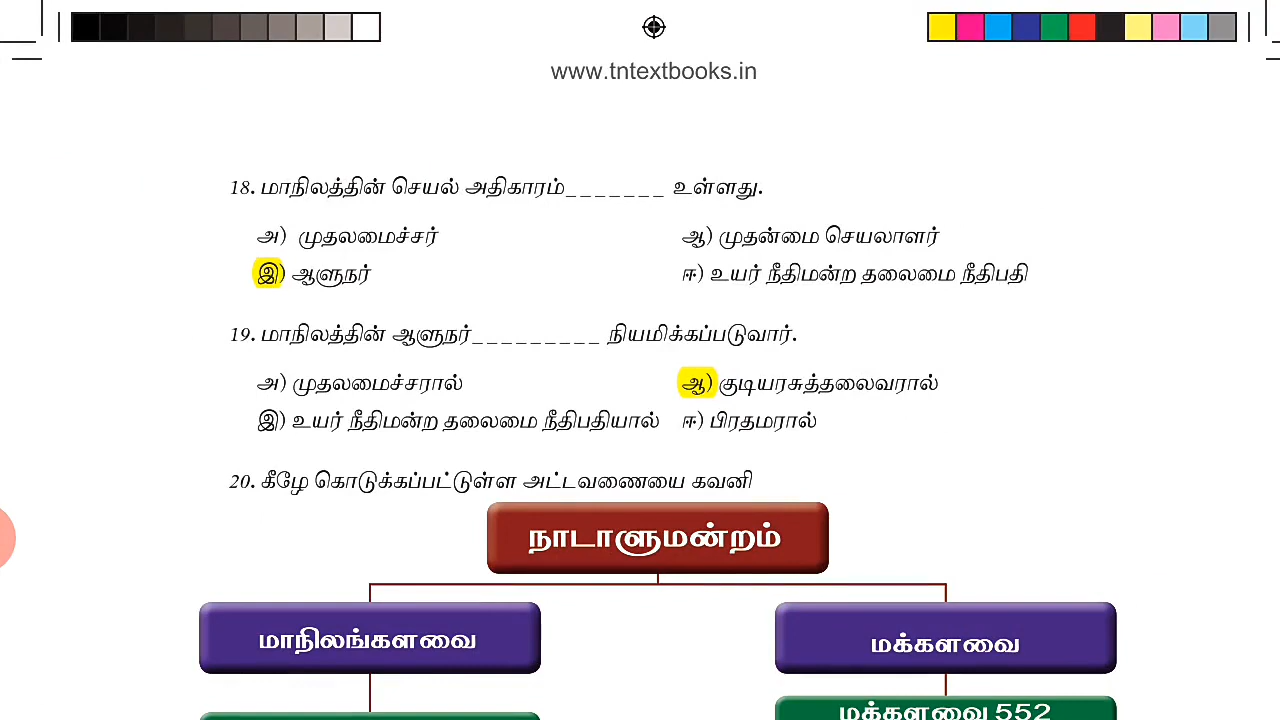 www.tntextbooks.in
18. மாநிலத்தின் செயல் அதிகாரம்_______ உள்ளது.
அ) முதலமைச்சர் ஆ) முதன்மை செயலாளர்
இ) ஆளுநர் ஈ) உயர் நீதிமன்ற தலைமை நீதிபதி
19. மாநிலத்தின் ஆளுநர்_________ நியமிக்கப்படுவார்.
அ) முதலமைச்சரால் ஆ) குடியரசுத்தலைவரால்
இ) உயர் நீதிமன்ற தலைமை நீதிபதியால் ஈ) பிரதமரால்
20. கீழே கொடுக்கப்பட்டுள்ள அட்டவணையை கவனி
நாடாளுமன்றம்
மாநிலங்களவை மக்களவை
மக்களவை 552